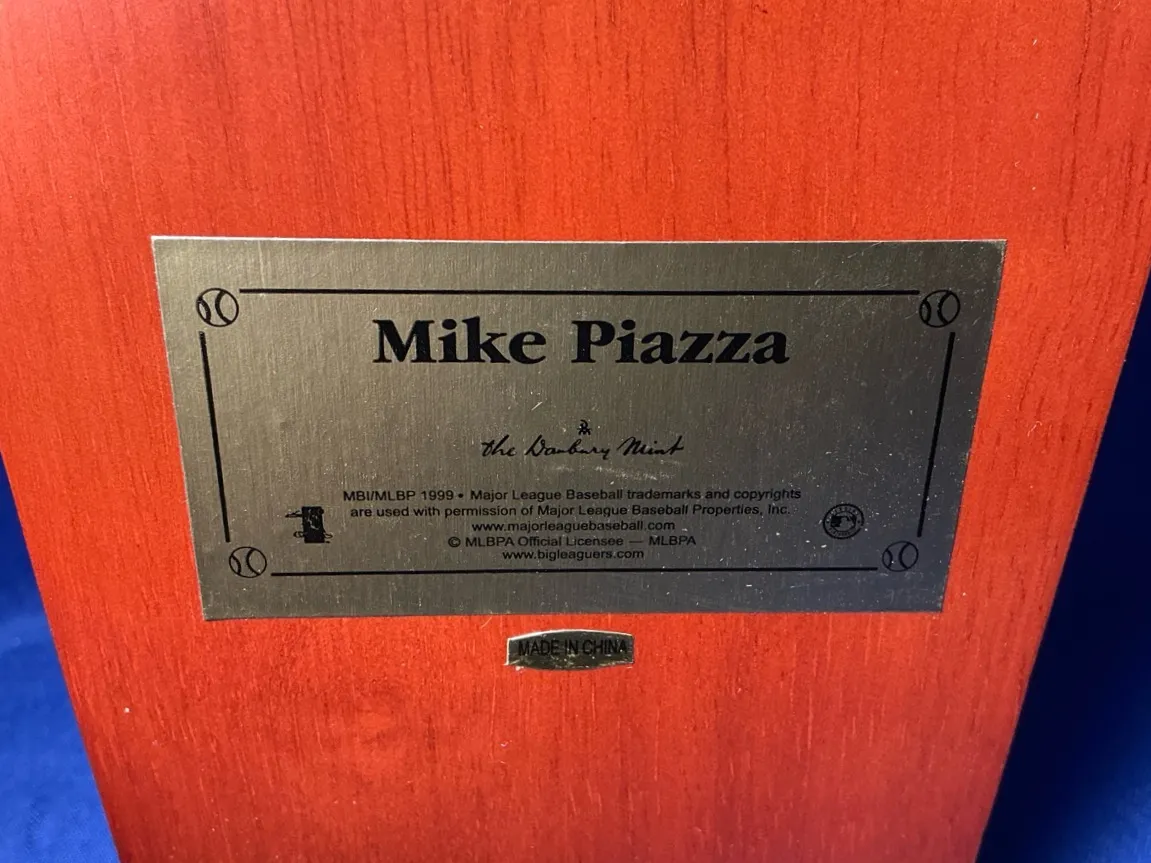 Mike Piazza
the Danbury Mint
MBI/MLBP 1999 • Major League Baseball trademarks and copyrights
are used with permission of Major League Baseball Properties, Inc.
www.majorleaguebaseball.com
© MLBPA Official Licensee — MLBPA
www.bigleaguers.com
MADE IN CHINA